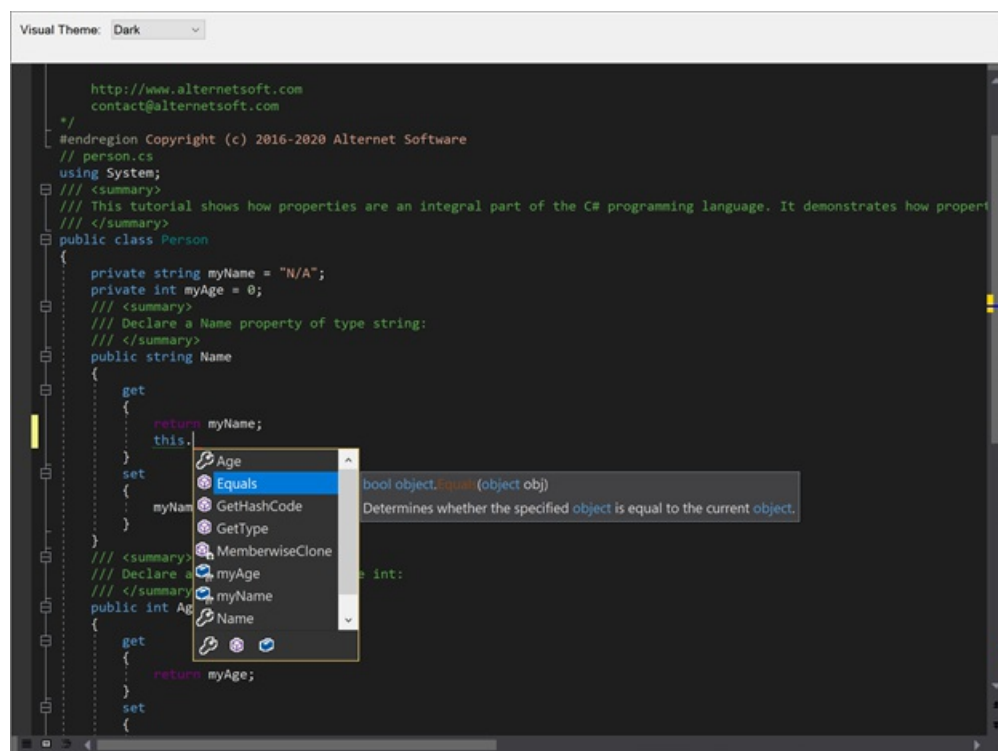 Visual Theme: Dark
http://www.alternetsoft.com
contact@alternetsoft.com
*/
#endregion Copyright (c) 2016-2020 Alternet Software
// person.cs
using System;
/// <summary>
/// This tutorial shows how properties are an integral part of the C# programming language. It demonstrates how propert
/// </summary>
public class Person
{
private string myName = "N/A";
private int myAge = 0;
/// <summary>
/// Declare a Name property of type string:
/// </summary>
public string Name
{
get
{
return myName;
this.
}
Age
set
Equals
bool object.Equals(object obj)
{
myNam
GetHashCode
Determines whether the specified object is equal to the current object.
}
GetType
}
MemberwiseClone
/// <summary>
/// Declare a
myAge
e int:
/// </summary
myName
public int Ag
Name
{
get
{
return myAge;
}
set
{